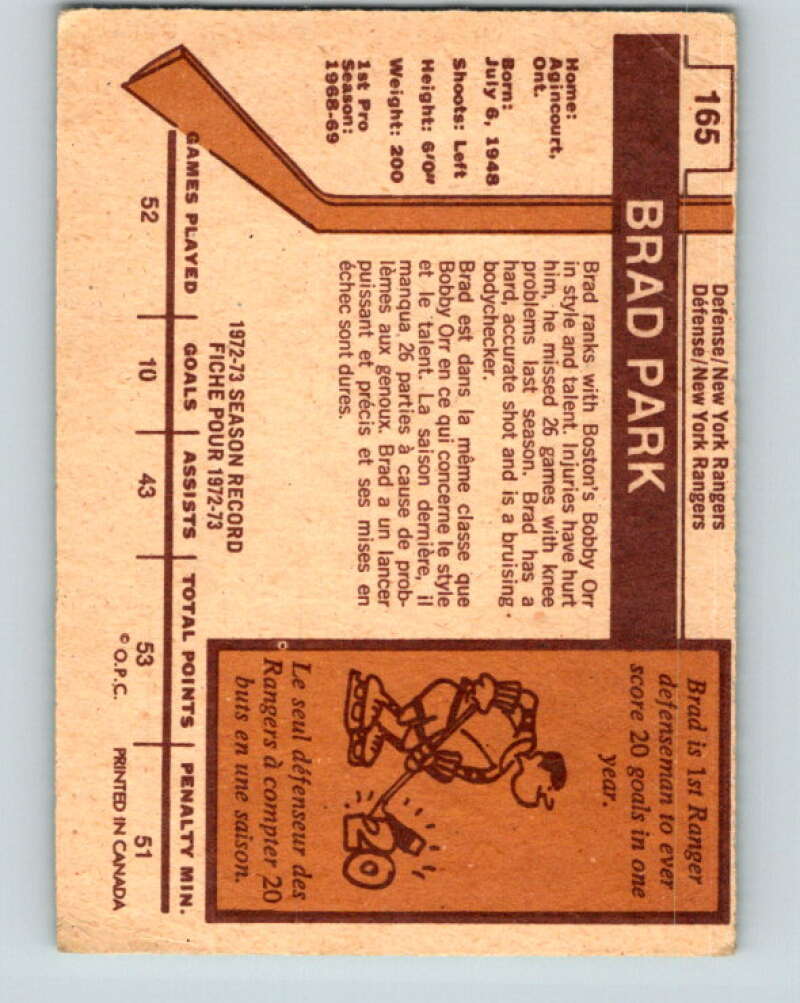 165
Defense/New York Rangers
Défense/New York Rangers
BRAD PARK
Home:
Agincourt,
Ont.
Born:
July 6, 1948
Shoots: Left
Height: 6'0"
Weight: 200
1st Pro
Season:
1968-69
Brad ranks with Boston's Bobby Orr
in style and talent. Injuries have hurt
him, he missed 26 games with knee
problems last season. Brad has a
hard, accurate shot and is a bruising
bodychecker.
Brad est dans la même classe que
Bobby Orr en ce qui concerne le style
et le talent. La saison dernière, il
manqua 26 parties à cause de prob-
lèmes aux genoux. Brad a un lancer
puissant et précis et ses mises en
échec sont dures.
Brad is 1st Ranger
defenseman to ever
score 20 goals in one
year.
20
Le seul défenseur des
Rangers à compter 20
buts en une saison.
1972-73 SEASON RECORD
FICHE POUR 1972-73
GAMES PLAYED GOALS ASSISTS TOTAL POINTS PENALTY MIN.
52 10 43 53 51
© O.P.C. PRINTED IN CANADA